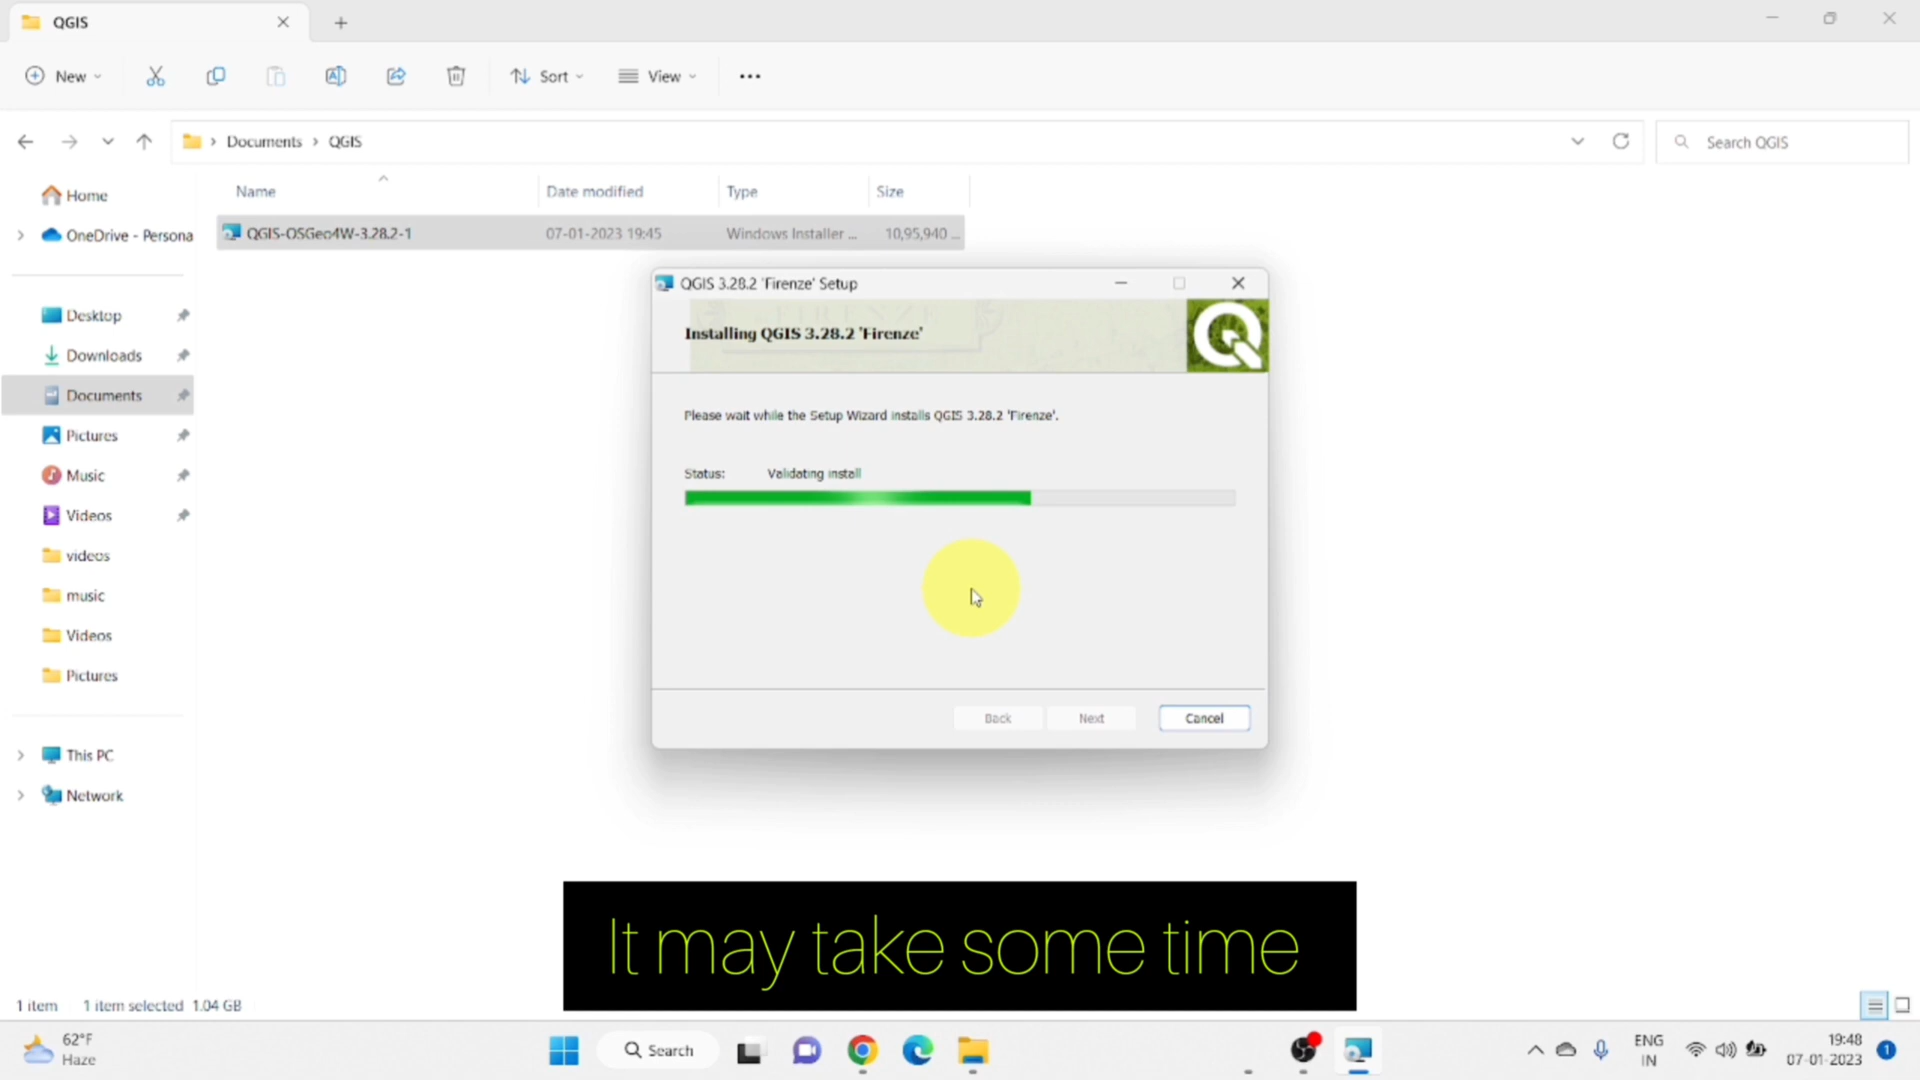 QGIS
New
Sort
View
Documents > QGIS
Search QGIS
Name
Date modified
Type
Size
Home
OneDrive - Persona
QGIS-OSGeo4W-3.28.2-1
07-01-2023 19:45
Windows Installer ...
10,95,940 ...
Desktop
Downloads
Documents
Pictures
Music
Videos
videos
music
Videos
Pictures
This PC
Network
QGIS 3.28.2 'Firenze' Setup
FIRENZE
Installing QGIS 3.28.2 'Firenze'
Please wait while the Setup Wizard installs QGIS 3.28.2 'Firenze'.
Status: Validating install
Back
Next
Cancel
It may take some time
1 item 1 item selected 1.04 GB
62°F
Haze
Search
ENG
IN
19:48
07-01-2023
1